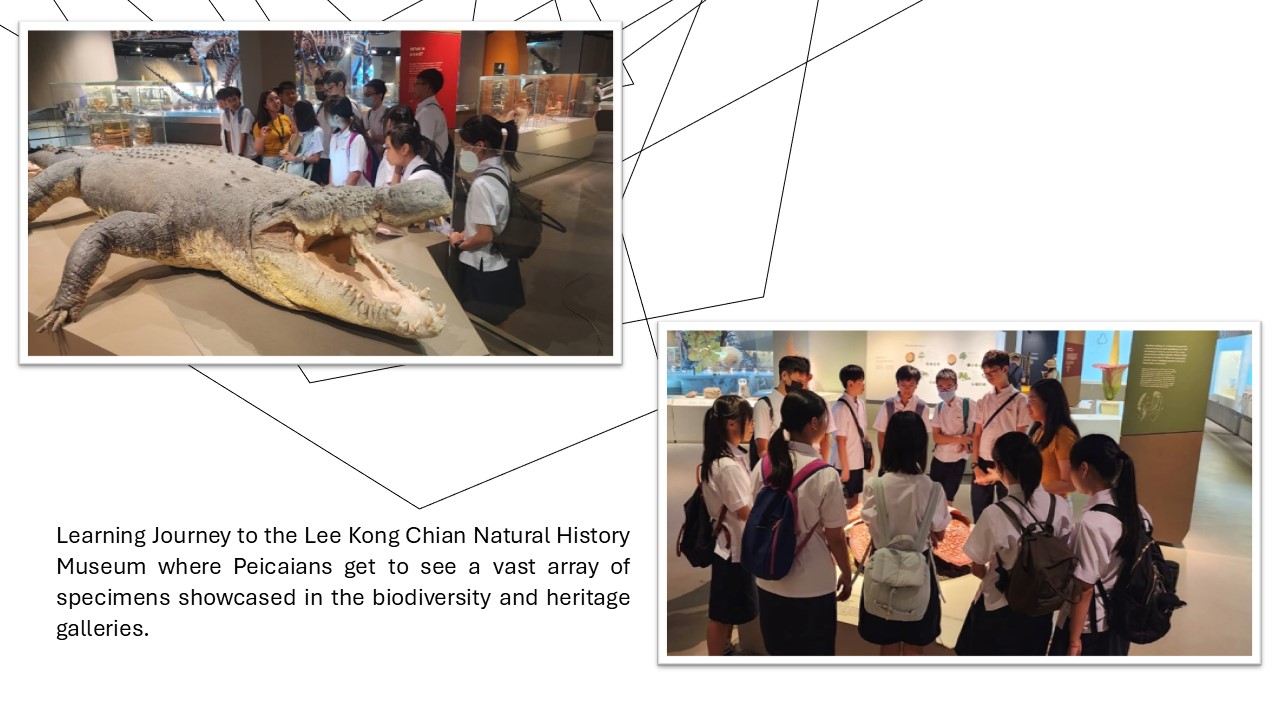 Learning Journey to the Lee Kong Chian Natural History
Museum where Peicaians get to see a vast array of
specimens showcased in the biodiversity and heritage
galleries.